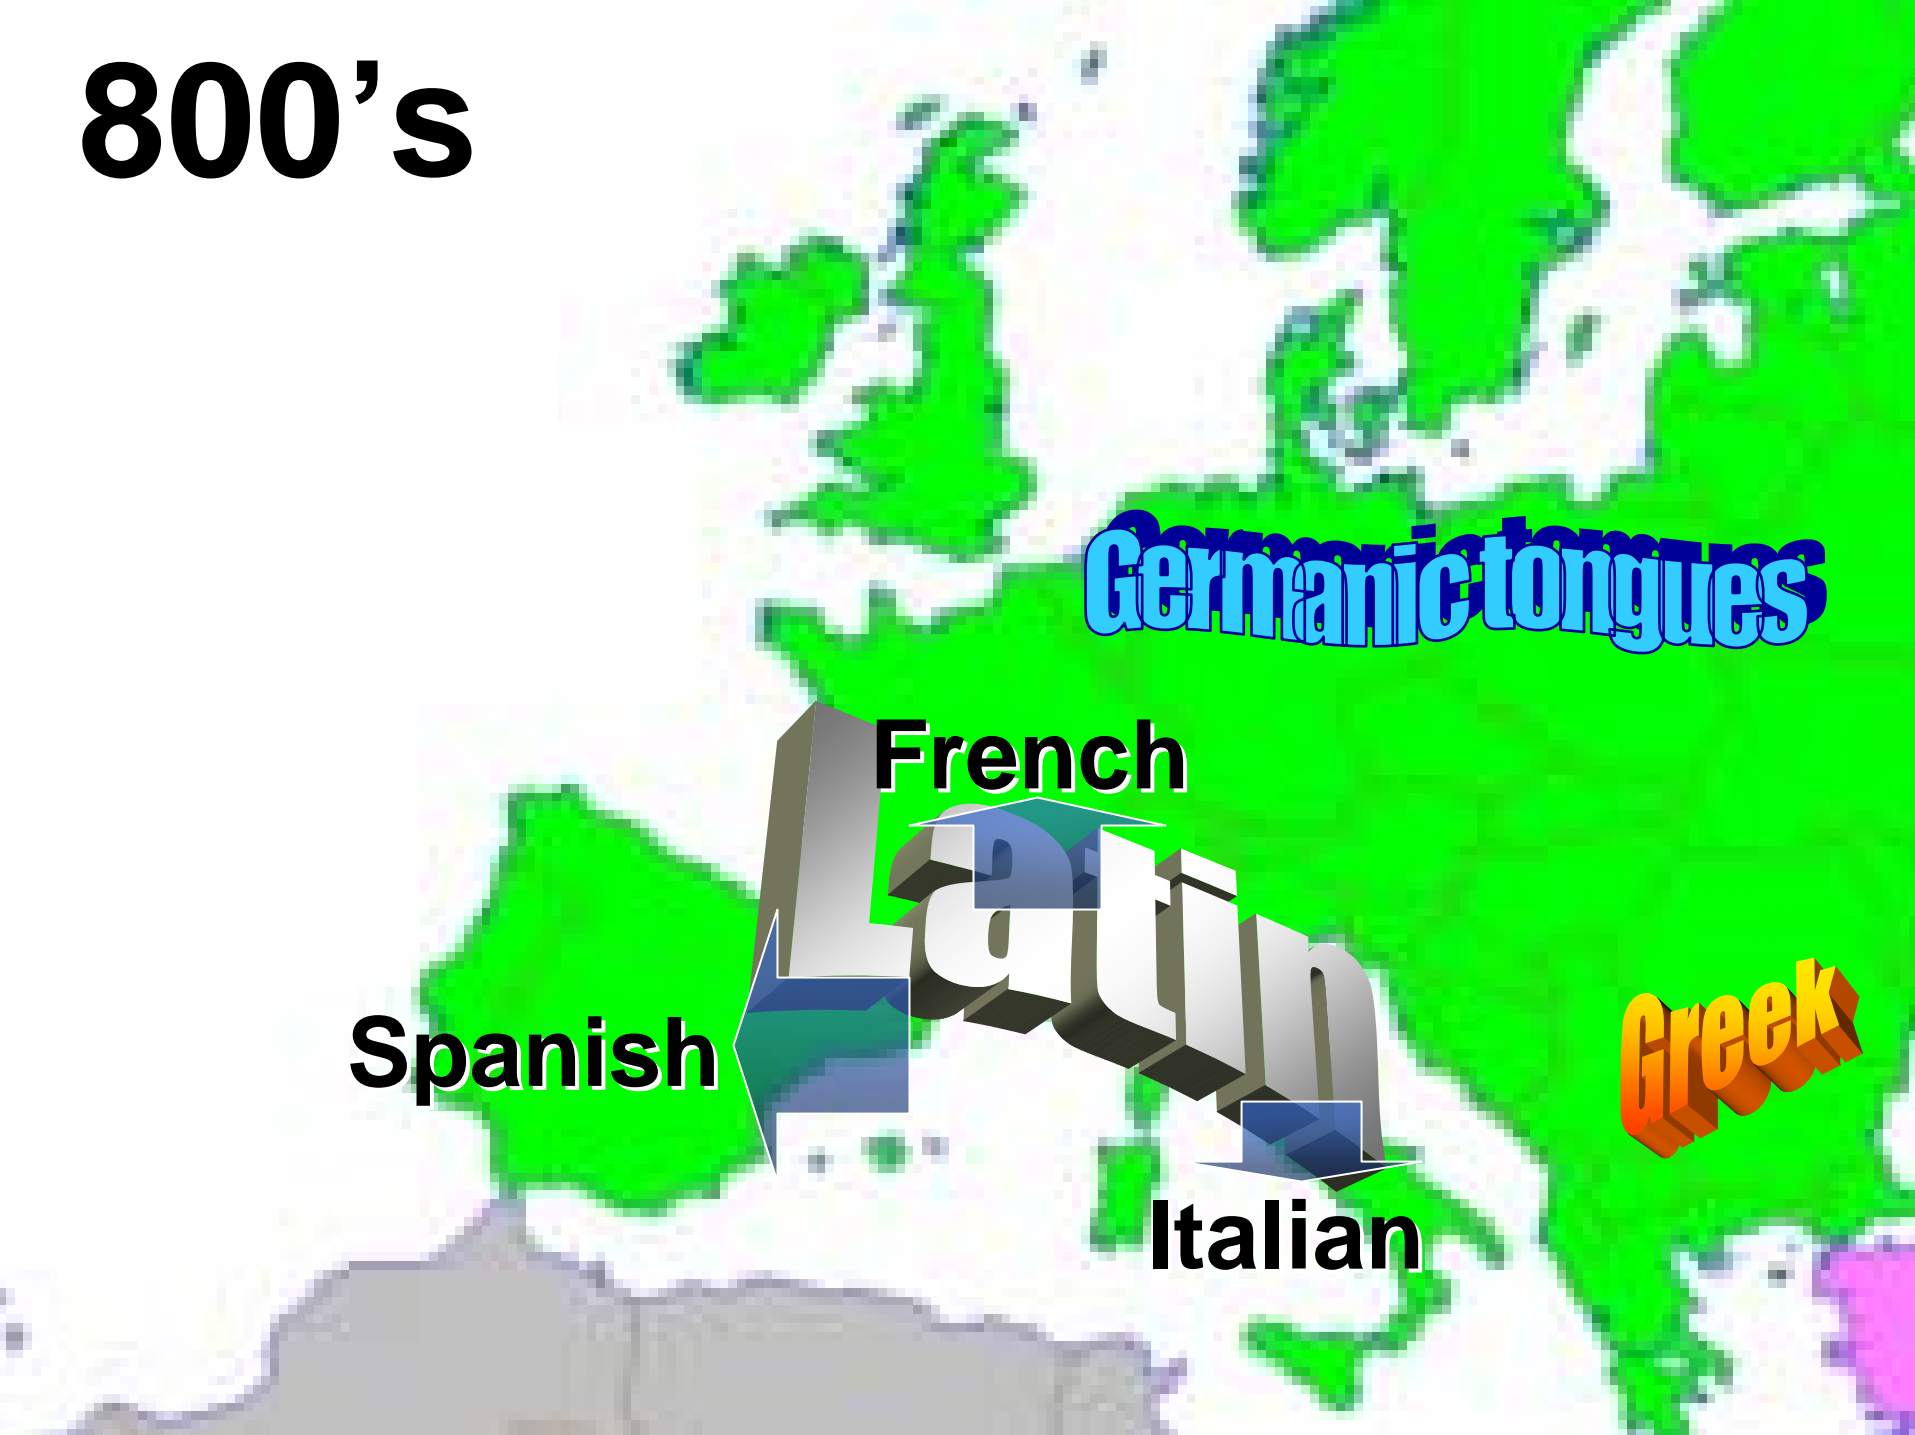 800’s
Germanic tongues
French
Latin
Greek
Spanish
Italian